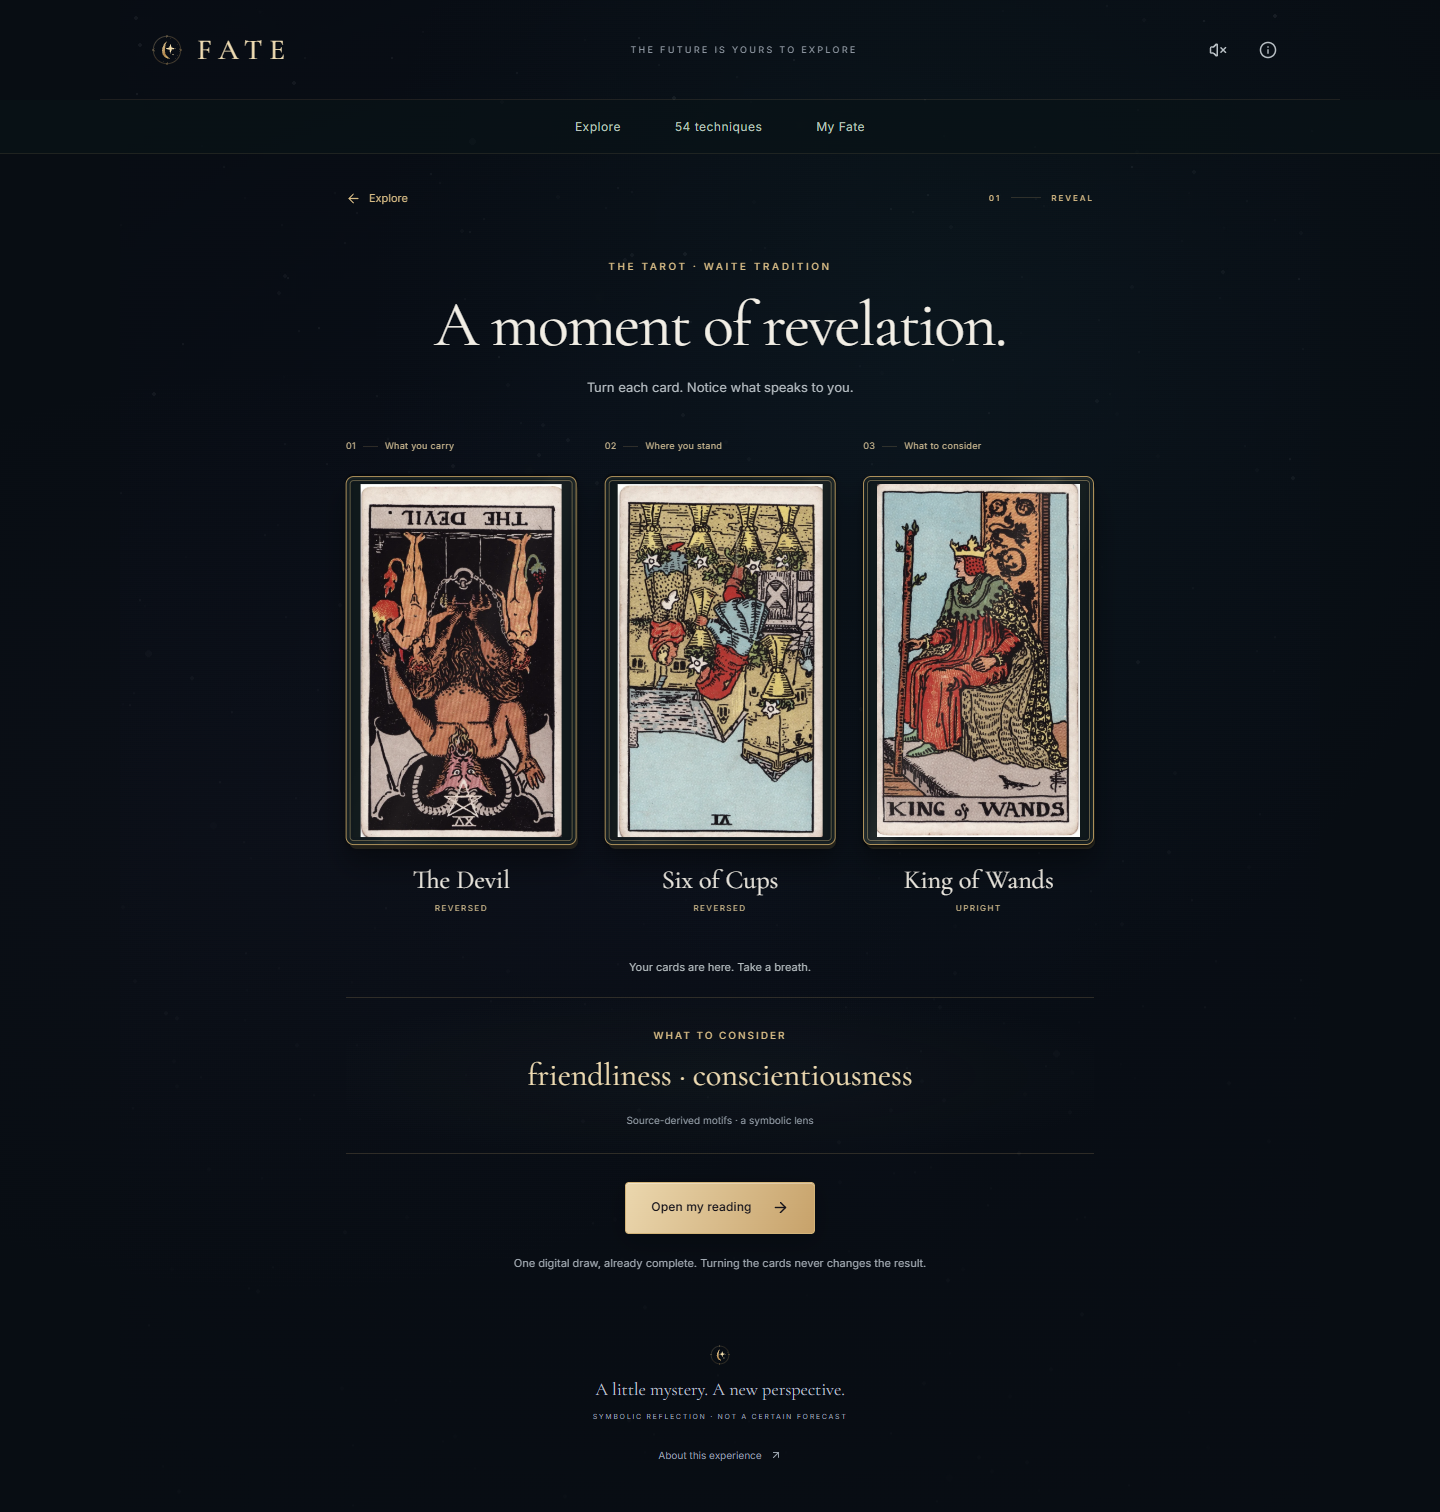 FATE
THE FUTURE IS YOURS TO EXPLORE
Explore
54 techniques
My Fate
Explore
01 REVEAL
THE TAROT · WAITE TRADITION
A moment of revelation.
Turn each card. Notice what speaks to you.
01 What you carry
02 Where you stand
03 What to consider
THE DEVIL.
XV
VI
KING of WANDS
The Devil
REVERSED
Six of Cups
REVERSED
King of Wands
UPRIGHT
Your cards are here. Take a breath.
WHAT TO CONSIDER
friendliness · conscientiousness
Source-derived motifs · a symbolic lens
Open my reading
One digital draw, already complete. Turning the cards never changes the result.
A little mystery. A new perspective.
SYMBOLIC REFLECTION · NOT A CERTAIN FORECAST
About this experience